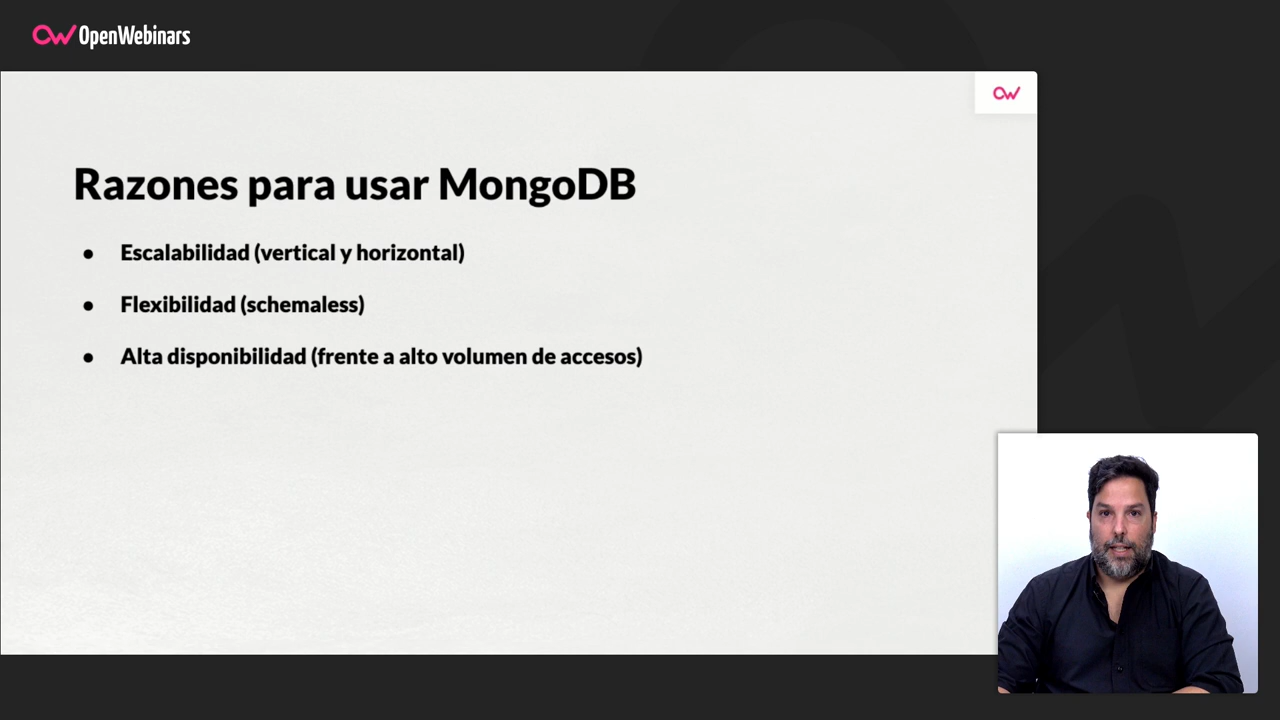 OpenWebinars
Razones para usar MongoDB
● Escalabilidad (vertical y horizontal)
● Flexibilidad (schemaless)
● Alta disponibilidad (frente a alto volumen de accesos)